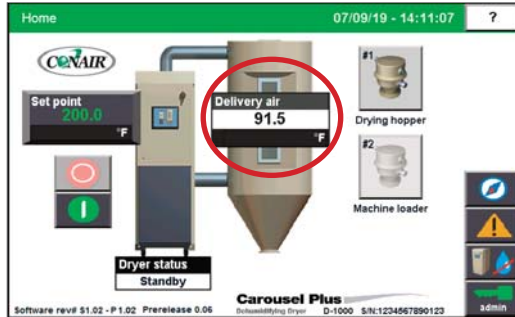 Home
07/09/19 - 14:11:07
?
CONAIR
Set point
200.0
°F
Delivery air
91.5
°F
#1
Drying hopper
#2
Machine loader
Dryer status
Standby
Carousel Plus
Dehumidifying Dryer D-1000 S/N:1234567890123
Software rev# S1.02 - P 1.02 Prerelease 0.06
admin